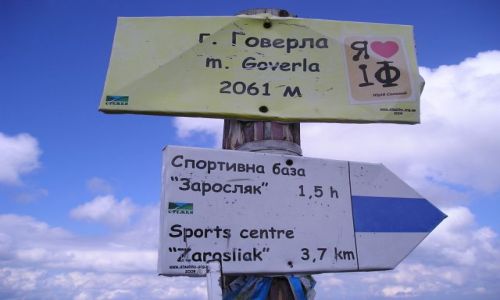 г. Говерла
m. Goverla
2061 м
Я
ІФ
Спортивна база
"Заросляк" 1,5 h
Sports centre
"Zarosliak" 3,7 km